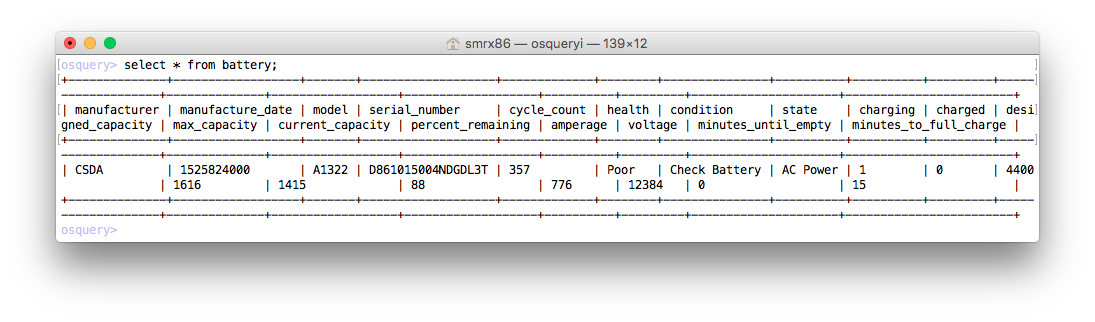 smrx86 — osqueryi — 139×12
osquery> select * from battery;
+--------------+------------------+-------+-------------------+-------------+--------+---------------+----------+----------+---------+-----
--------------+--------------+------------------+-------------------+----------+---------+---------------------+------------------------+
| manufacturer | manufacture_date | model | serial_number     | cycle_count | health | condition     | state    | charging | charged | desi
gned_capacity | max_capacity | current_capacity | percent_remaining | amperage | voltage | minutes_until_empty | minutes_to_full_charge |
+--------------+------------------+-------+-------------------+-------------+--------+---------------+----------+----------+---------+-----
--------------+--------------+------------------+-------------------+----------+---------+---------------------+------------------------+
| CSDA         | 1525824000       | A1322 | D861015004NDGDL3T | 357         | Poor   | Check Battery | AC Power | 1        | 0       | 4400
              | 1616         | 1415             | 88                | 776      | 12384   | 0                   | 15                     |
+--------------+------------------+-------+-------------------+-------------+--------+---------------+----------+----------+---------+-----
--------------+--------------+------------------+-------------------+----------+---------+---------------------+------------------------+
osquery>